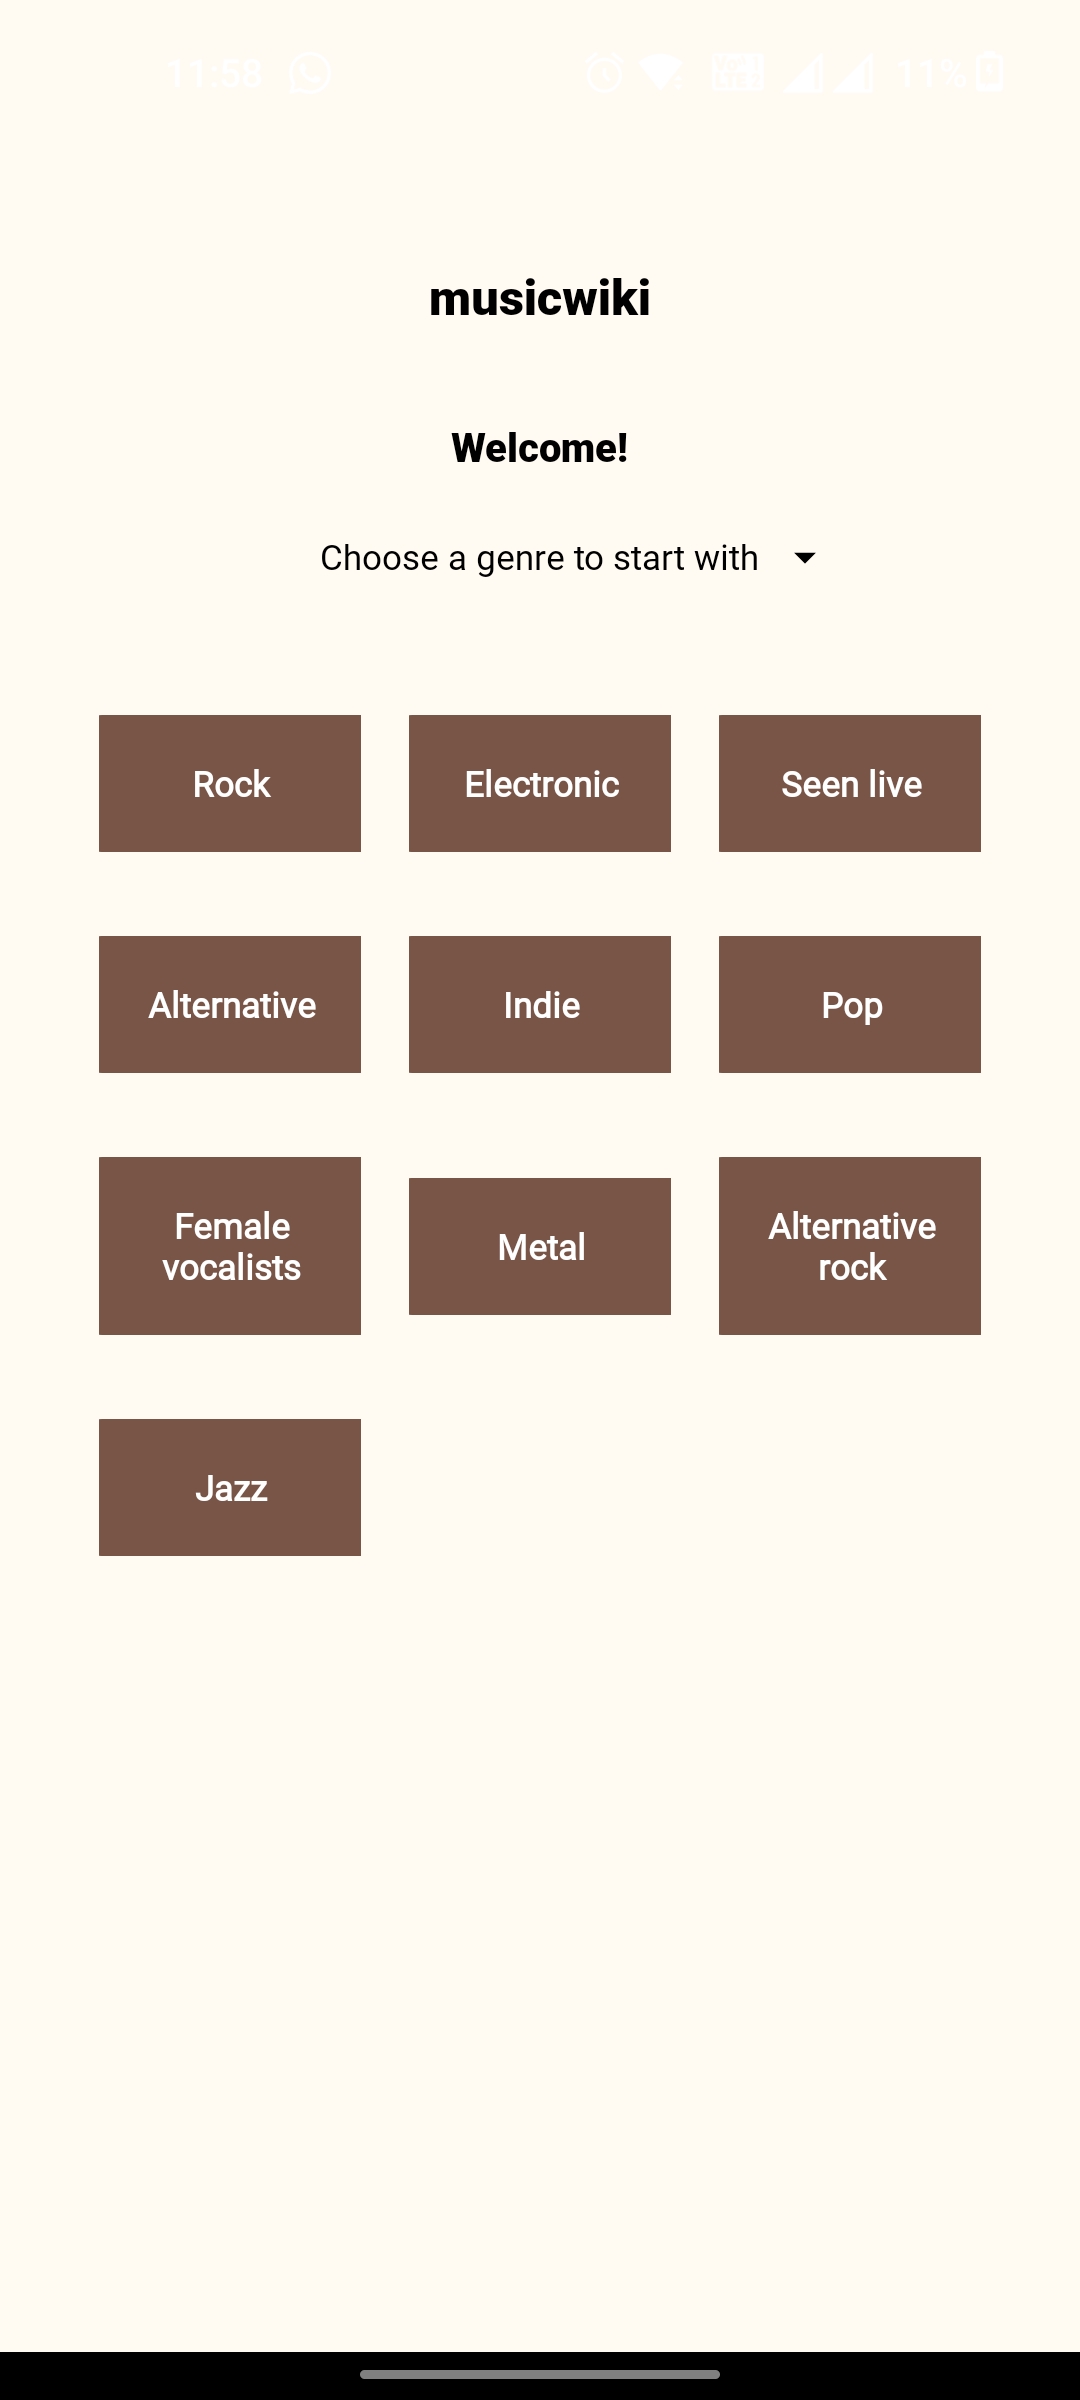 11:58 11%
musicwiki
Welcome!
Choose a genre to start with
Rock Electronic Seen live
Alternative Indie Pop
Female
vocalists
Metal
Alternative
rock
Jazz